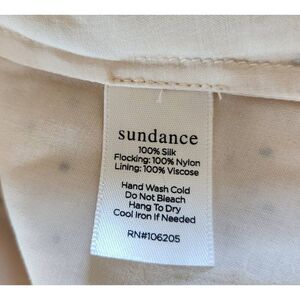 sundance
100% Silk
Flocking: 100% Nylon
Lining: 100% Viscose
Hand Wash Cold
Do Not Bleach
Hang To Dry
Cool Iron If Needed
RN#106205